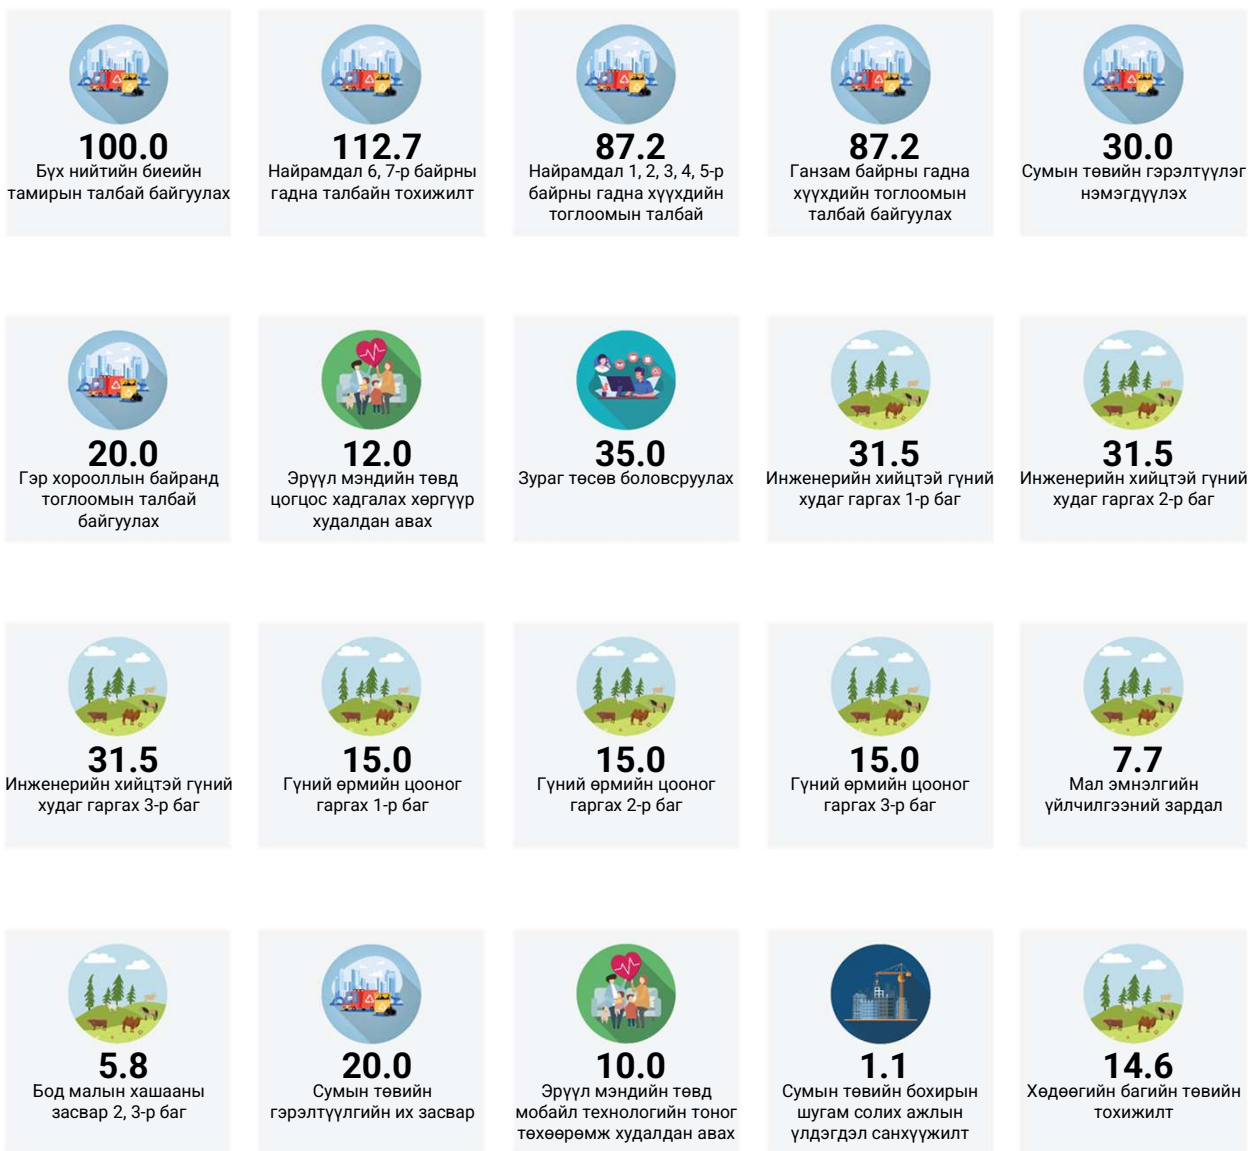 100.0
Бүх нийтийн биеийн
тамирын талбай байгуулах
112.7
Найрамдал 6, 7-р байрны
гадна талбайн тохижилт
87.2
Найрамдал 1, 2, 3, 4, 5-р
байрны гадна хүүхдийн
тоглоомын талбай
87.2
Ганзам байрны гадна
хүүхдийн тоглоомын
талбай байгуулах
30.0
Сумын төвийн гэрэлтүүлэг
нэмэгдүүлэх
20.0
Гэр хорооллын байранд
тоглоомын талбай
байгуулах
12.0
Эрүүл мэндийн төвд
цогцос хадгалах хөргүүр
худалдан авах
35.0
Зураг төсөв боловсруулах
31.5
Инженерийн хийцтэй гүний
худаг гаргах 1-р баг
31.5
Инженерийн хийцтэй гүний
худаг гаргах 2-р баг
31.5
Инженерийн хийцтэй гүний
худаг гаргах 3-р баг
15.0
Гүний өрмийн цооног
гаргах 1-р баг
15.0
Гүний өрмийн цооног
гаргах 2-р баг
15.0
Гүний өрмийн цооног
гаргах 3-р баг
7.7
Мал эмнэлгийн
үйлчилгээний зардал
5.8
Бод малын хашааны
засвар 2, 3-р баг
20.0
Сумын төвийн
гэрэлтүүлгийн их засвар
10.0
Эрүүл мэндийн төвд
мобайл технологийн тоног
төхөөрөмж худалдан авах
1.1
Сумын төвийн бохирын
шугам солих ажлын
үлдэгдэл санхүүжилт
14.6
Хөдөөгийн багийн төвийн
тохижилт